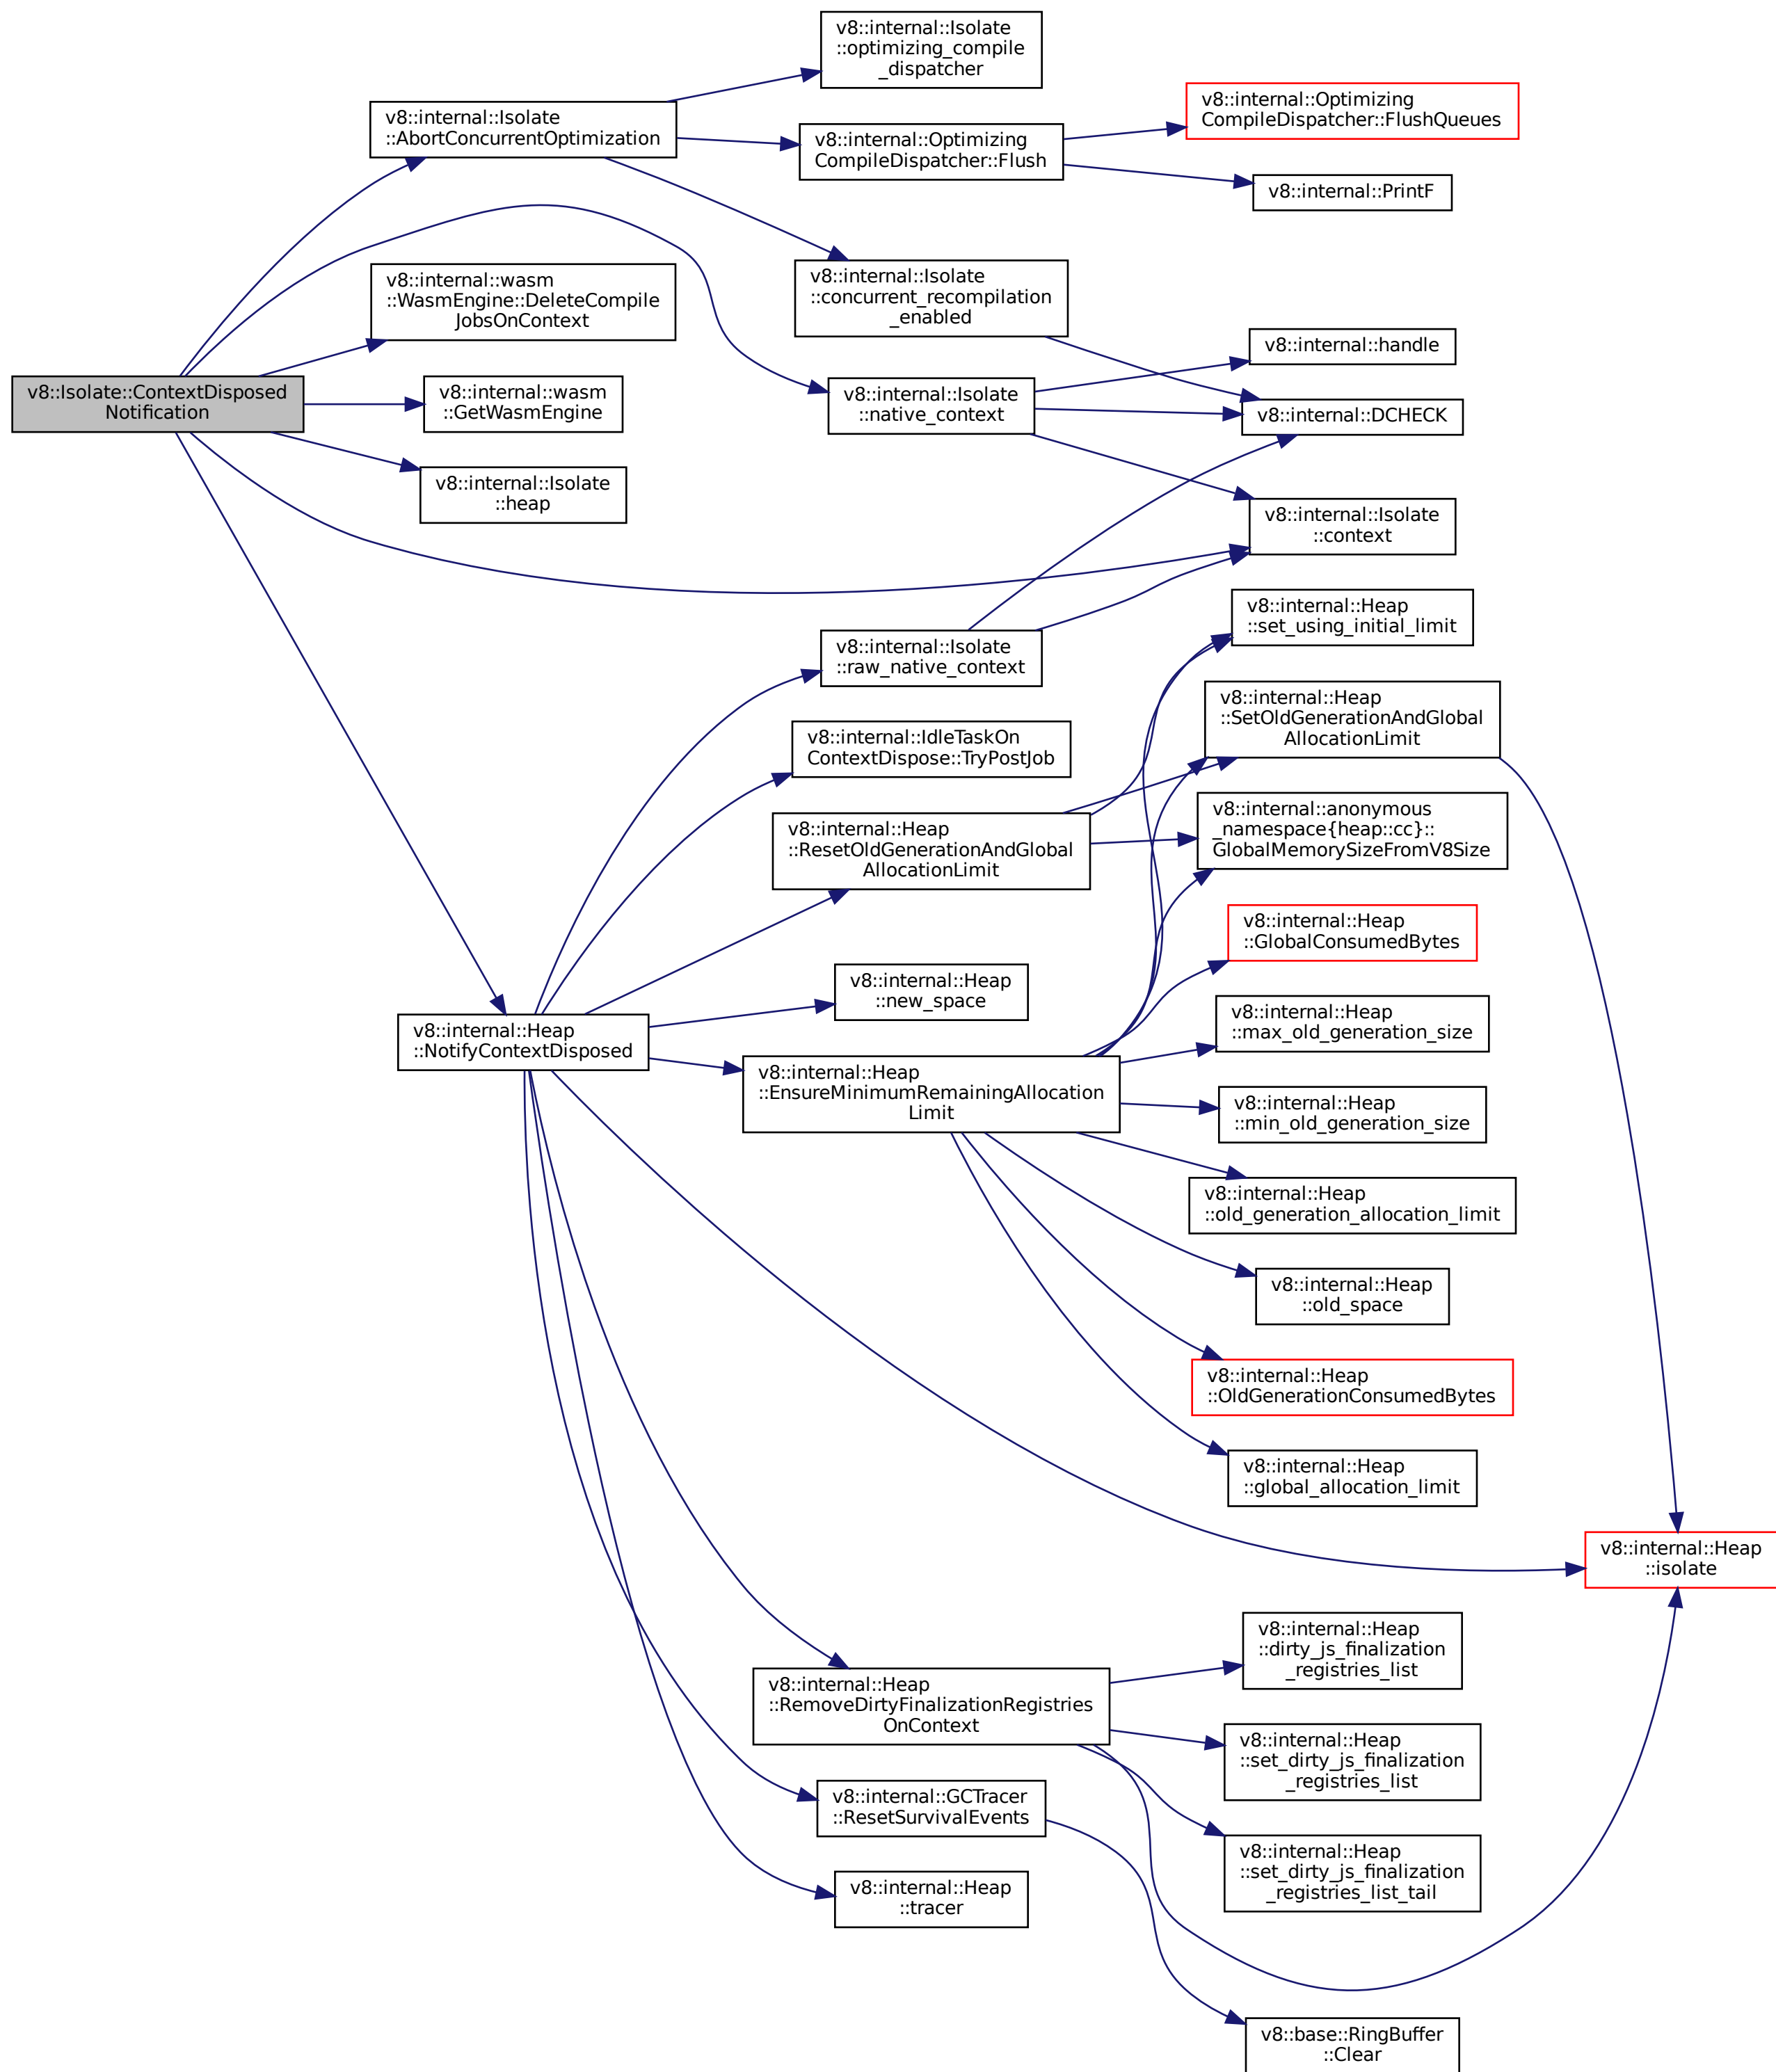 v8::internal::Isolate
::optimizing_compile
_dispatcher
v8::internal::Isolate
::AbortConcurrentOptimization
v8::internal::Optimizing
CompileDispatcher::Flush
v8::internal::Optimizing
CompileDispatcher::FlushQueues
v8::internal::PrintF
v8::internal::Isolate
::concurrent_recompilation
_enabled
v8::internal::wasm
::WasmEngine::DeleteCompile
JobsOnContext
v8::Isolate::ContextDisposed
Notification
v8::internal::wasm
::GetWasmEngine
v8::internal::Isolate
::heap
v8::internal::Isolate
::native_context
v8::internal::handle
v8::internal::DCHECK
v8::internal::Isolate
::context
v8::internal::Isolate
::raw_native_context
v8::internal::Heap
::set_using_initial_limit
v8::internal::IdleTaskOn
ContextDispose::TryPostJob
v8::internal::Heap
::SetOldGenerationAndGlobal
AllocationLimit
v8::internal::Heap
::ResetOldGenerationAndGlobal
AllocationLimit
v8::internal::anonymous
_namespace{heap::cc}::
GlobalMemorySizeFromV8Size
v8::internal::Heap
::GlobalConsumedBytes
v8::internal::Heap
::new_space
v8::internal::Heap
::NotifyContextDisposed
v8::internal::Heap
::max_old_generation_size
v8::internal::Heap
::EnsureMinimumRemainingAllocation
Limit
v8::internal::Heap
::min_old_generation_size
v8::internal::Heap
::old_generation_allocation_limit
v8::internal::Heap
::old_space
v8::internal::Heap
::OldGenerationConsumedBytes
v8::internal::Heap
::global_allocation_limit
v8::internal::Heap
::isolate
v8::internal::Heap
::dirty_js_finalization
_registries_list
v8::internal::Heap
::RemoveDirtyFinalizationRegistries
OnContext
v8::internal::Heap
::set_dirty_js_finalization
_registries_list
v8::internal::GCTracer
::ResetSurvivalEvents
v8::internal::Heap
::set_dirty_js_finalization
_registries_list_tail
v8::internal::Heap
::tracer
v8::base::RingBuffer
::Clear